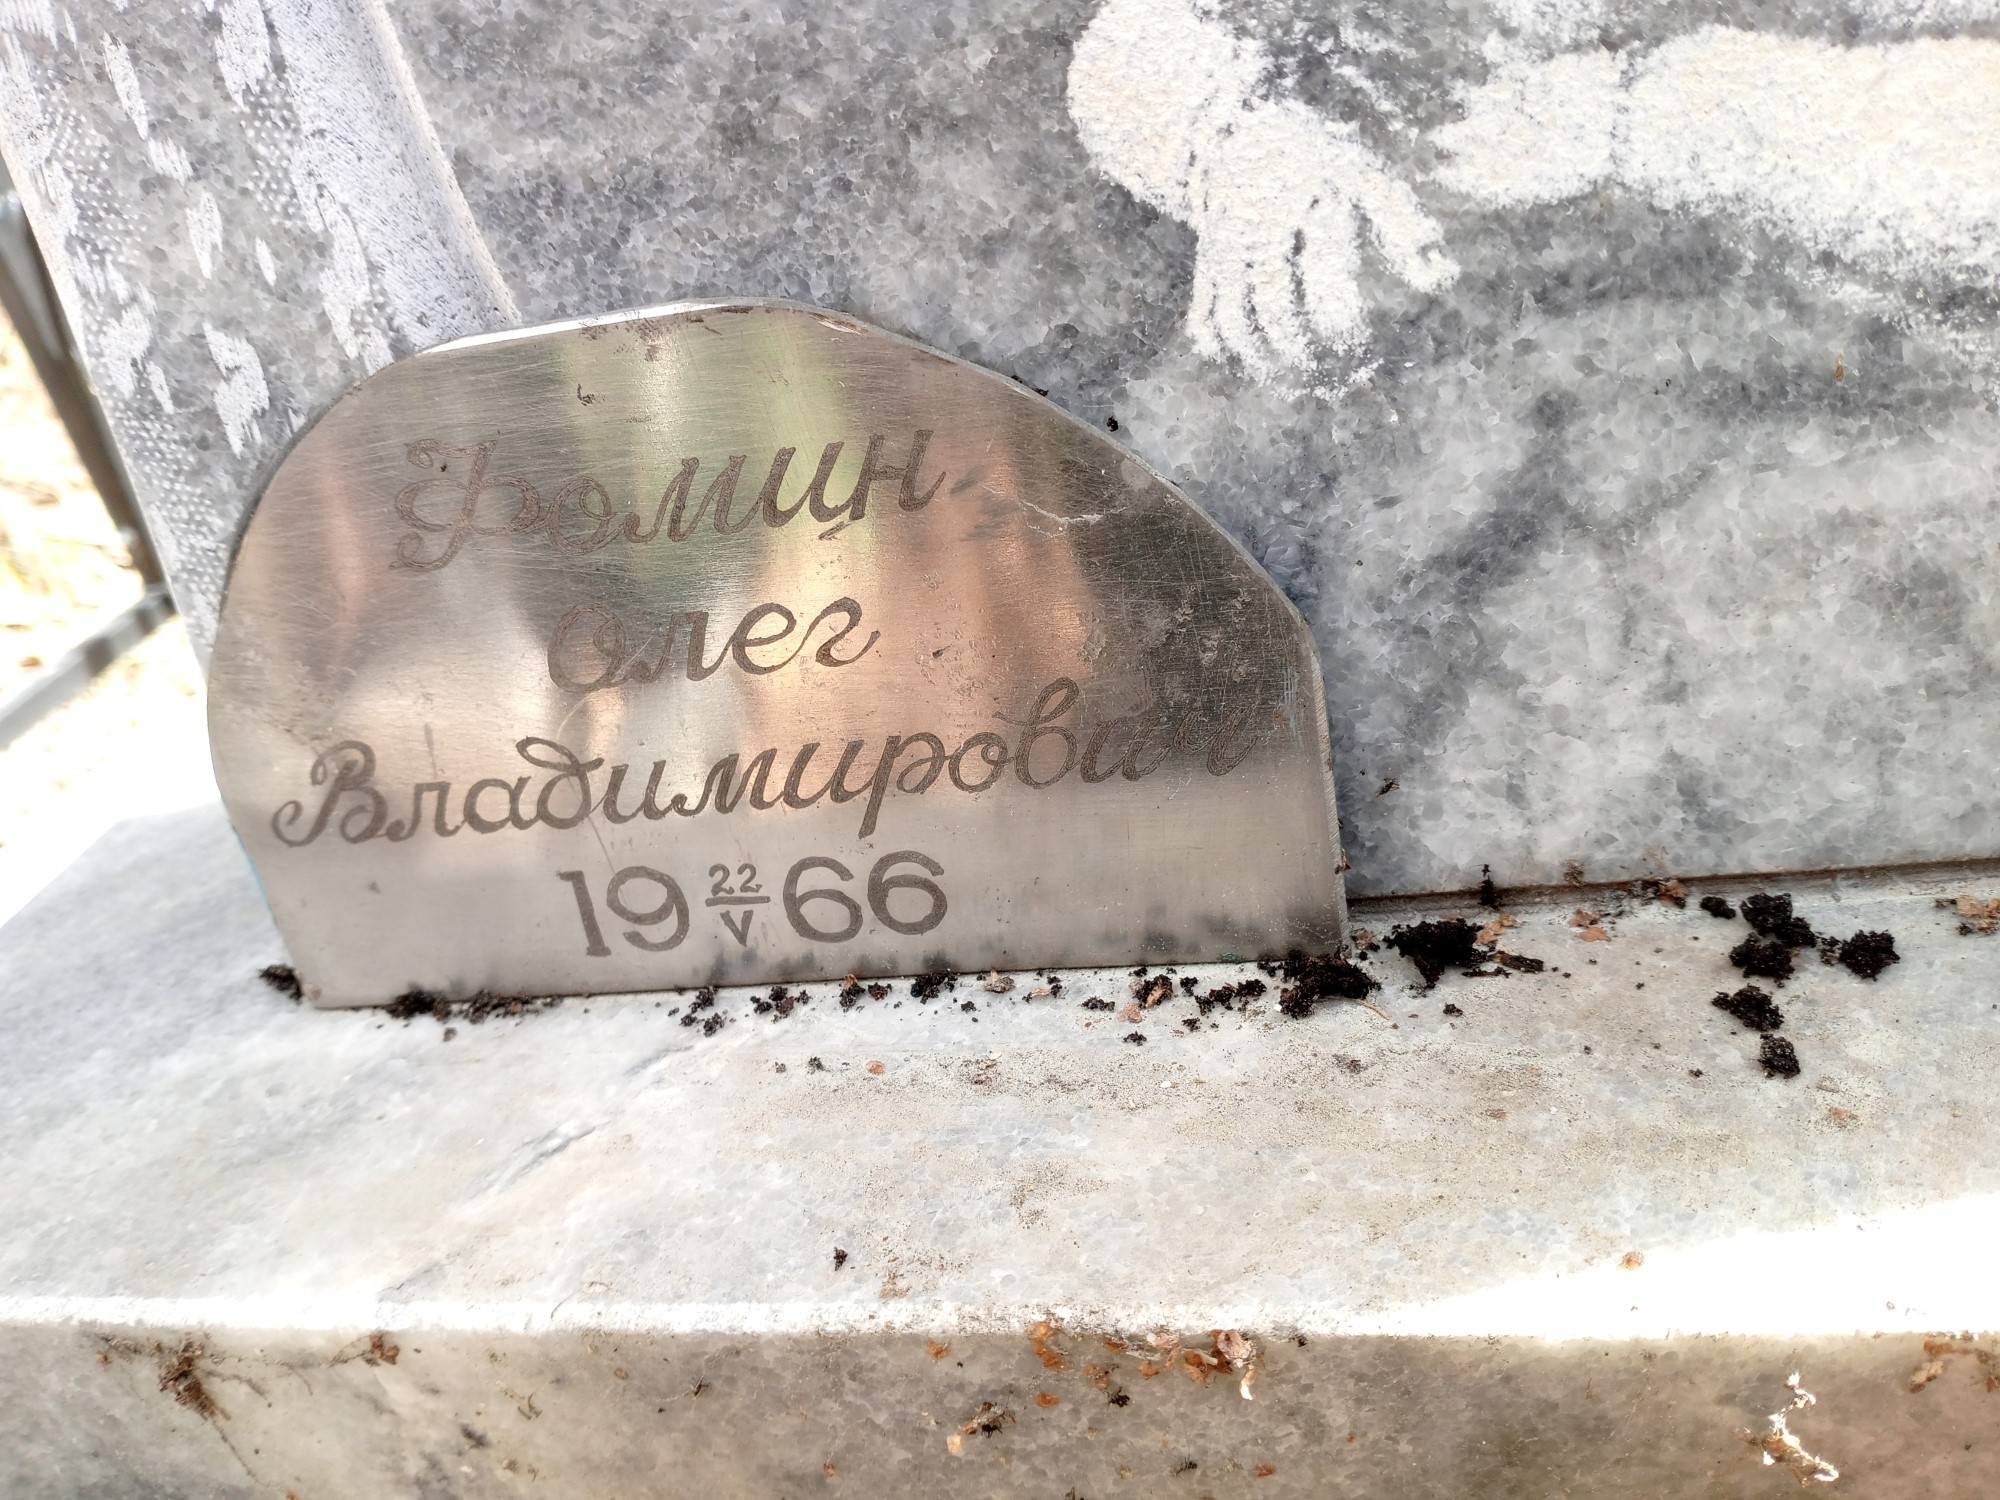 Фомин
Олег
Владимирович
19 22/V 66